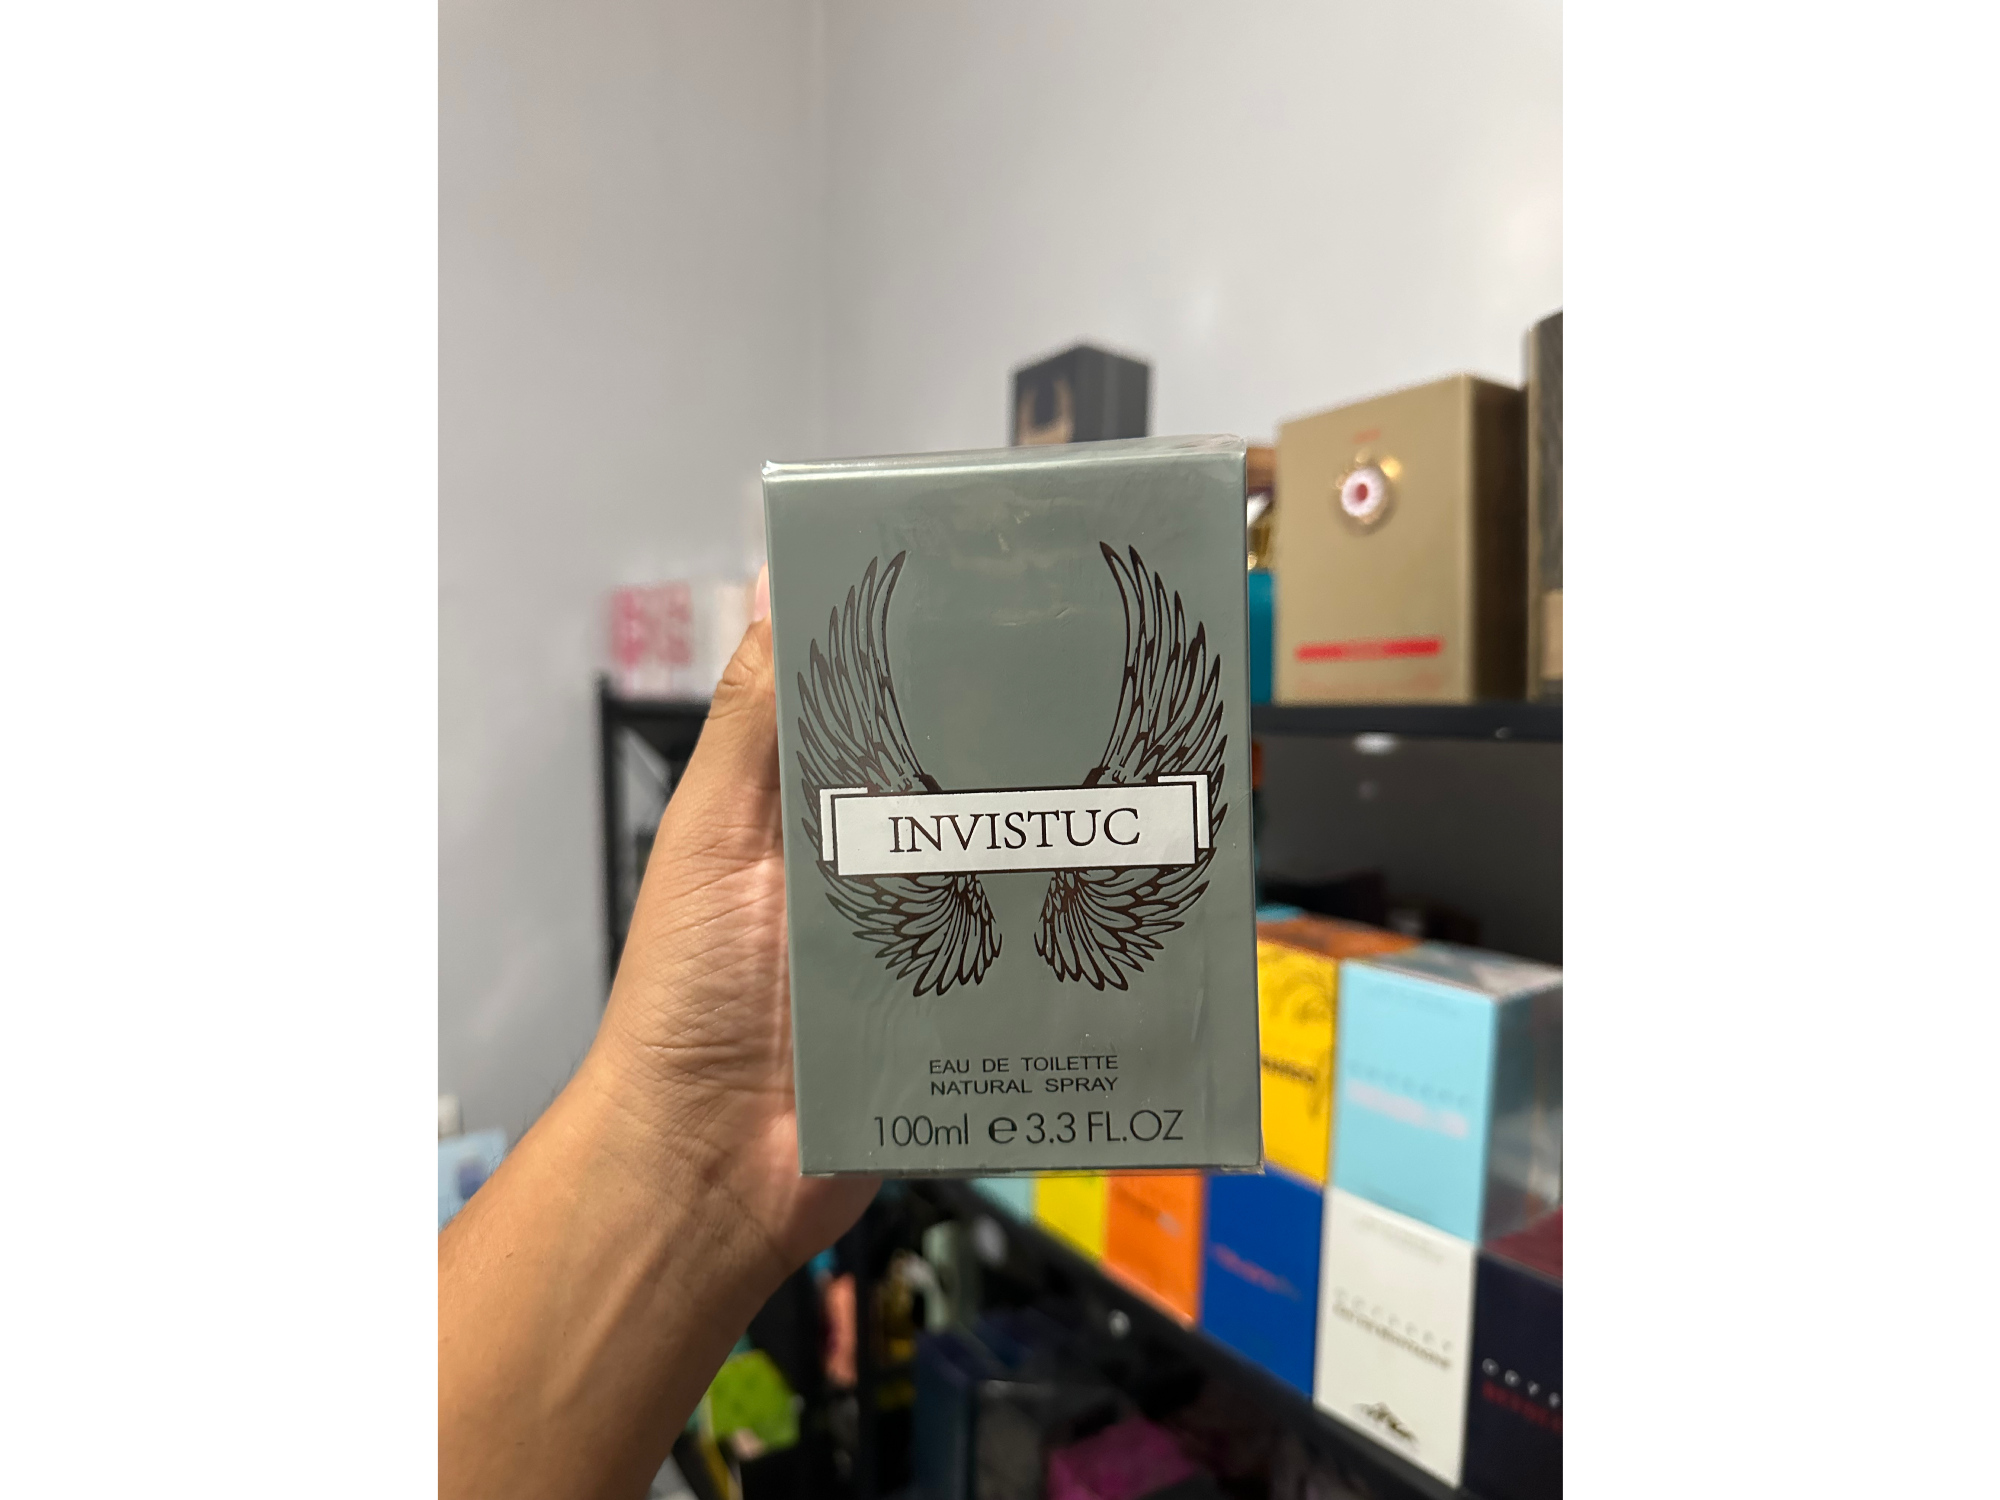 INVISTUC
EAU DE TOILETTE
NATURAL SPRAY
100ml e 3.3 FL.OZ